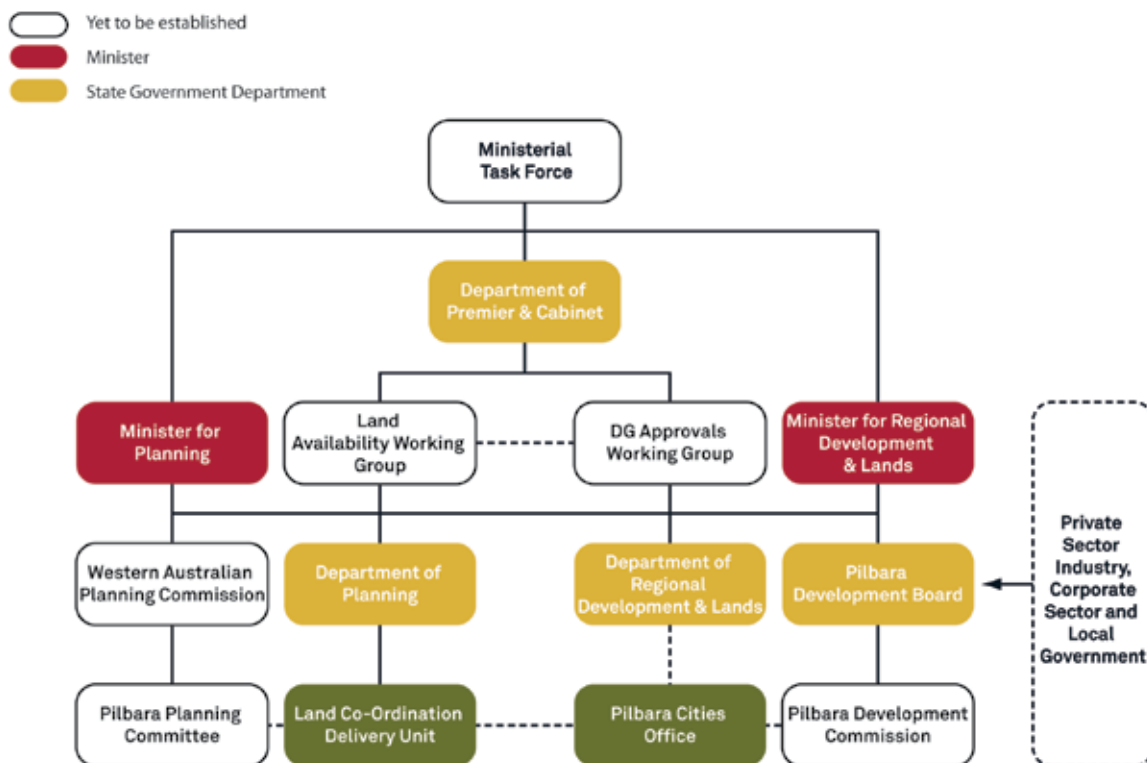 Yet to be established
Minister
State Government Department
Ministerial
Task Force
Department of
Premier & Cabinet
Minister for
Planning
Land
Availability Working
Group
DG Approvals
Working Group
Minister for Regional
Development
& Lands
Western Australian
Planning Commission
Department of
Planning
Department of
Regional
Development & Lands
Pilbara
Development Board
Private
Sector
Industry,
Corporate
Sector and
Local
Government
Pilbara Planning
Committee
Land Co-Ordination
Delivery Unit
Pilbara Cities
Office
Pilbara Development
Commission